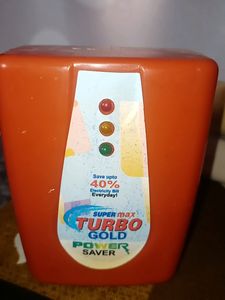 Save upto
40%
Electricity Bill
Everyday!
SUPER max
TURBO
GOLD
POWER
SAVER